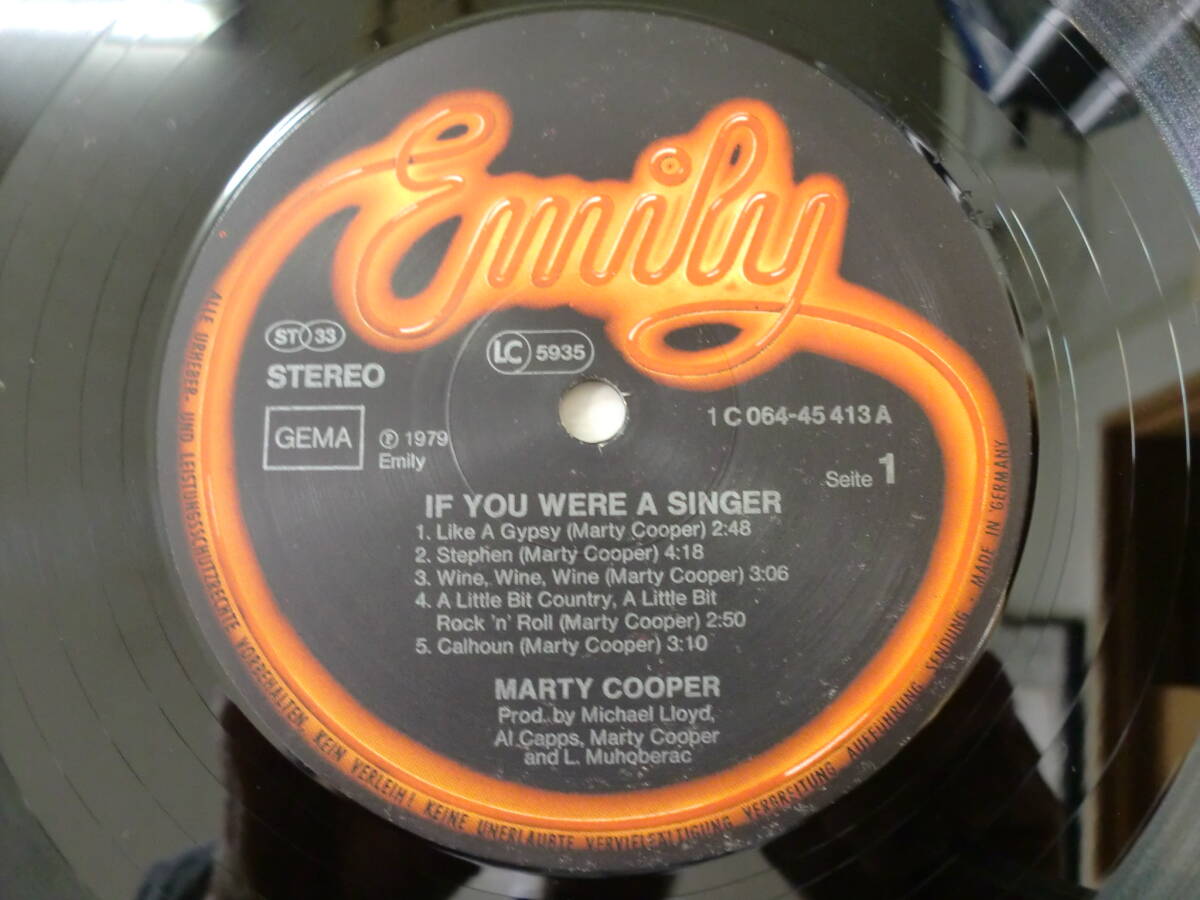 Emily
ST 33
STEREO
LC 5935
GEMA
℗ 1979
Emily
1 C 064-45 413 A
Seite 1
IF YOU WERE A SINGER
1. Like A Gypsy (Marty Cooper) 2:48
2. Stephen (Marty Cooper) 4:18
3. Wine, Wine, Wine (Marty Cooper) 3:06
4. A Little Bit Country, A Little Bit
Rock 'n' Roll (Marty Cooper) 2:50
5. Calhoun (Marty Cooper) 3:10
MARTY COOPER
Prod. by Michael Lloyd,
Al Capps, Marty Cooper
and L. Muhoberac
ALLE URHEBER- UND LEISTUNGSSCHUTZRECHTE VORBEHALTEN. KEIN VERLEIH! KEINE UNERLAUBTE VERVIELFÄLTIGUNG VERBREITUNG AUFFÜHRUNG SENDUNG - MADE IN GERMANY